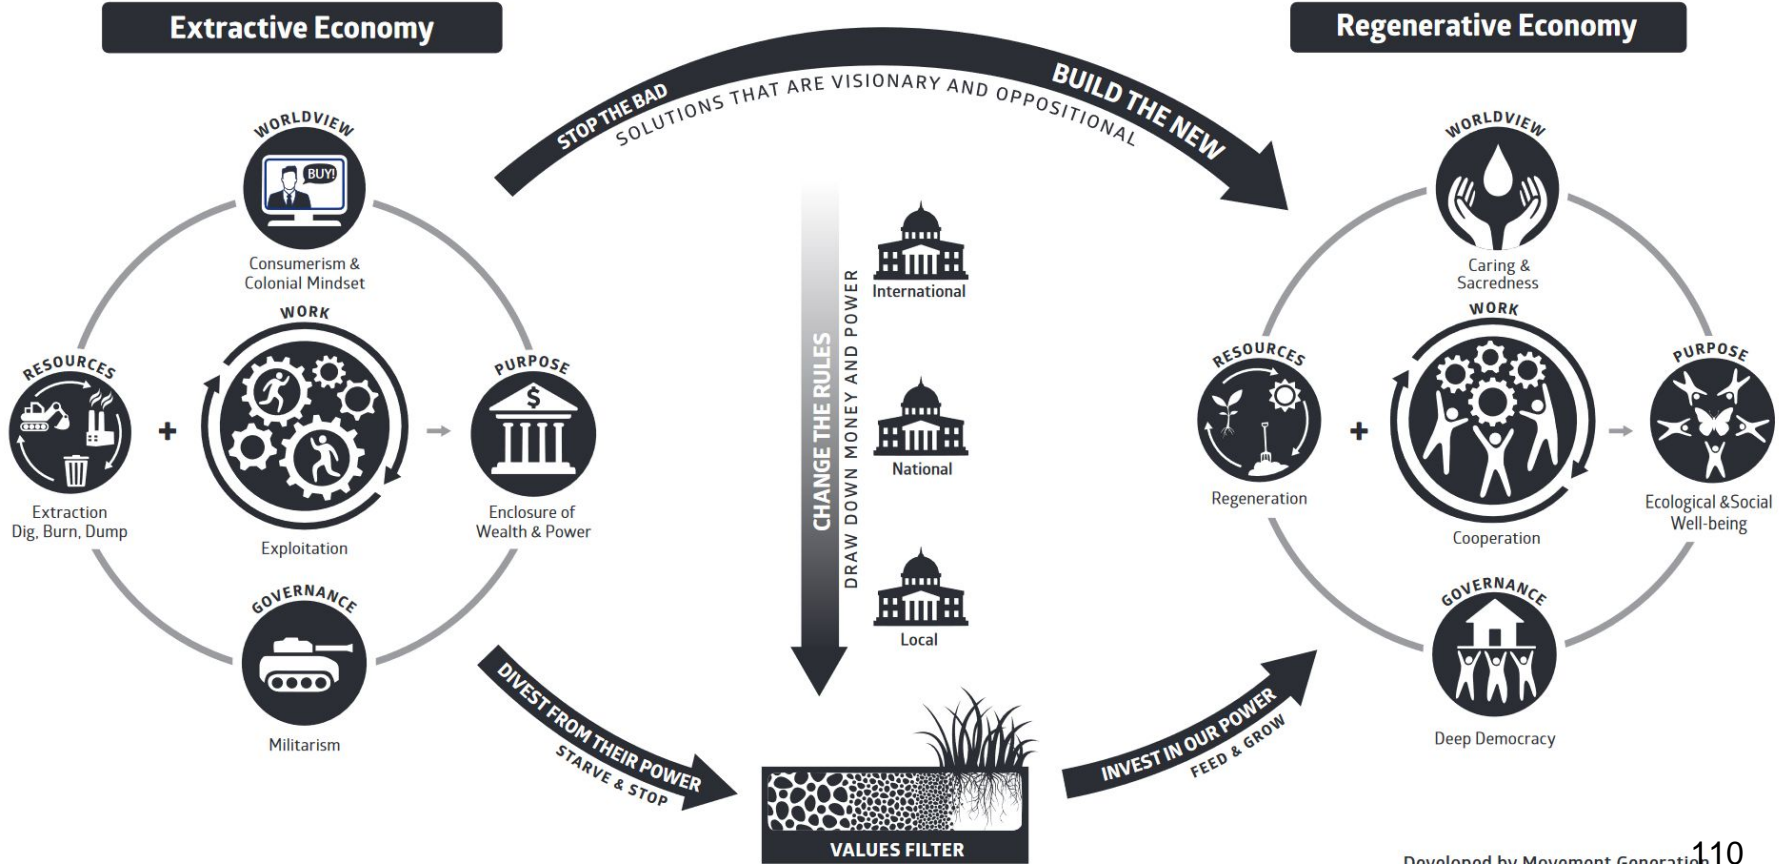 Extractive Economy
Regenerative Economy
STOP THE BAD
BUILD THE NEW
SOLUTIONS THAT ARE VISIONARY AND OPPOSITIONAL
WORLDVIEW
BUY!
Consumerism &
Colonial Mindset
WORK
RESOURCES
+
PURPOSE
$
Extraction
Dig, Burn, Dump
Exploitation
Enclosure of
Wealth & Power
GOVERNANCE
Militarism
CHANGE THE RULES
DRAW DOWN MONEY AND POWER
International
National
Local
DIVEST FROM THEIR POWER
STARVE & STOP
VALUES FILTER
INVEST IN OUR POWER
FEED & GROW
WORLDVIEW
Caring &
Sacredness
WORK
RESOURCES
+
PURPOSE
Regeneration
Cooperation
Ecological &Social
Well-being
GOVERNANCE
Deep Democracy
Developed by Movement Generation
110